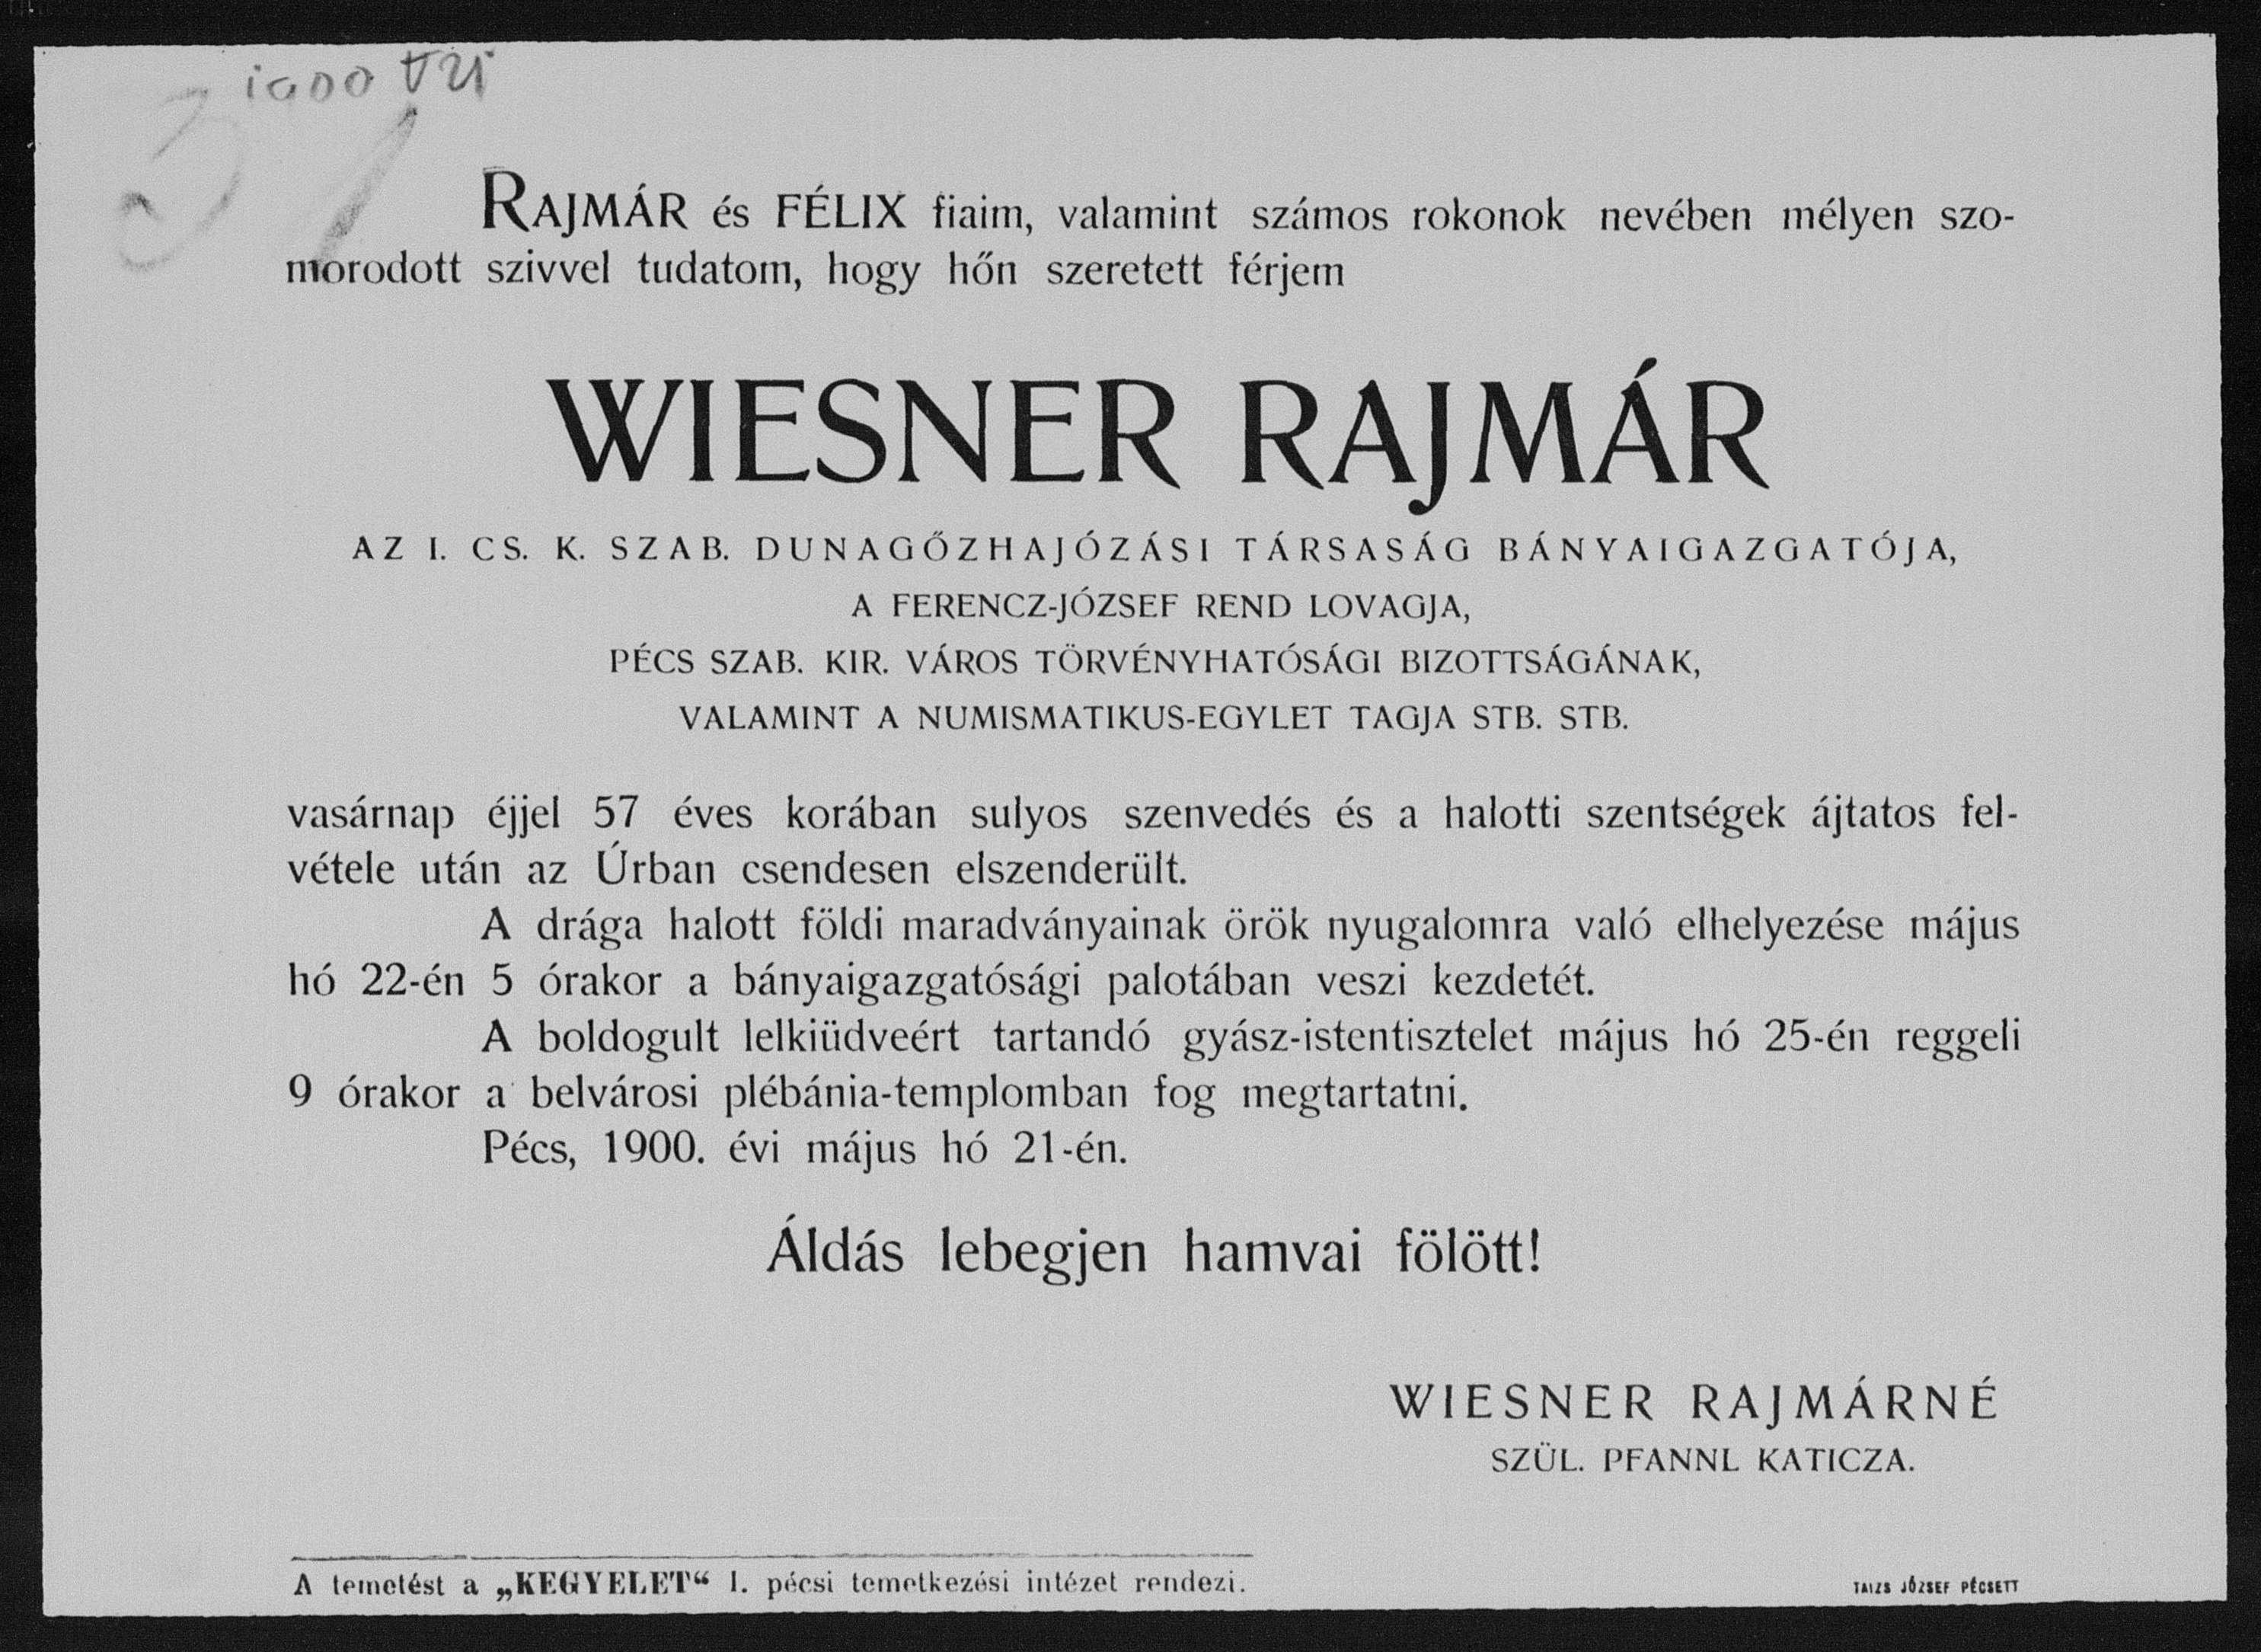 1900
RAJMÁR és FÉLIX fiaim, valamint számos rokonok nevében mélyen szo-
morodott szivvel tudatom, hogy hőn szeretett férjem
WIESNER RAJMÁR
AZ I. CS. K. SZAB. DUNAGŐZHAJÓZÁSI TÁRSASÁG BÁNYAIGAZGATÓJA,
A FERENCZ-JÓZSEF REND LOVAGJA,
PÉCS SZAB. KIR. VÁROS TÖRVÉNYHATÓSÁGI BIZOTTSÁGÁNAK,
VALAMINT A NUMISMATIKUS-EGYLET TAGJA STB. STB.
vasárnap éjjel 57 éves korában sulyos szenvedés és a halotti szentségek ájtatos fel-
vétele után az Úrban csendesen elszenderült.
A drága halott földi maradványainak örök nyugalomra való elhelyezése május
hó 22-én 5 órakor a bányaigazgatósági palotában veszi kezdetét.
A boldogult lelkiüdveért tartandó gyász-istentisztelet május hó 25-én reggeli
9 órakor a belvárosi plébánia-templomban fog megtartatni.
Pécs, 1900. évi május hó 21-én.
Áldás lebegjen hamvai fölött!
WIESNER RAJMÁRNÉ
SZÜL. PFANNL KATICZA.
A temetést a „KEGYELET“ I. pécsi temetkezési intézet rendezi.
TAIZS JÓZSEF PÉCSETT